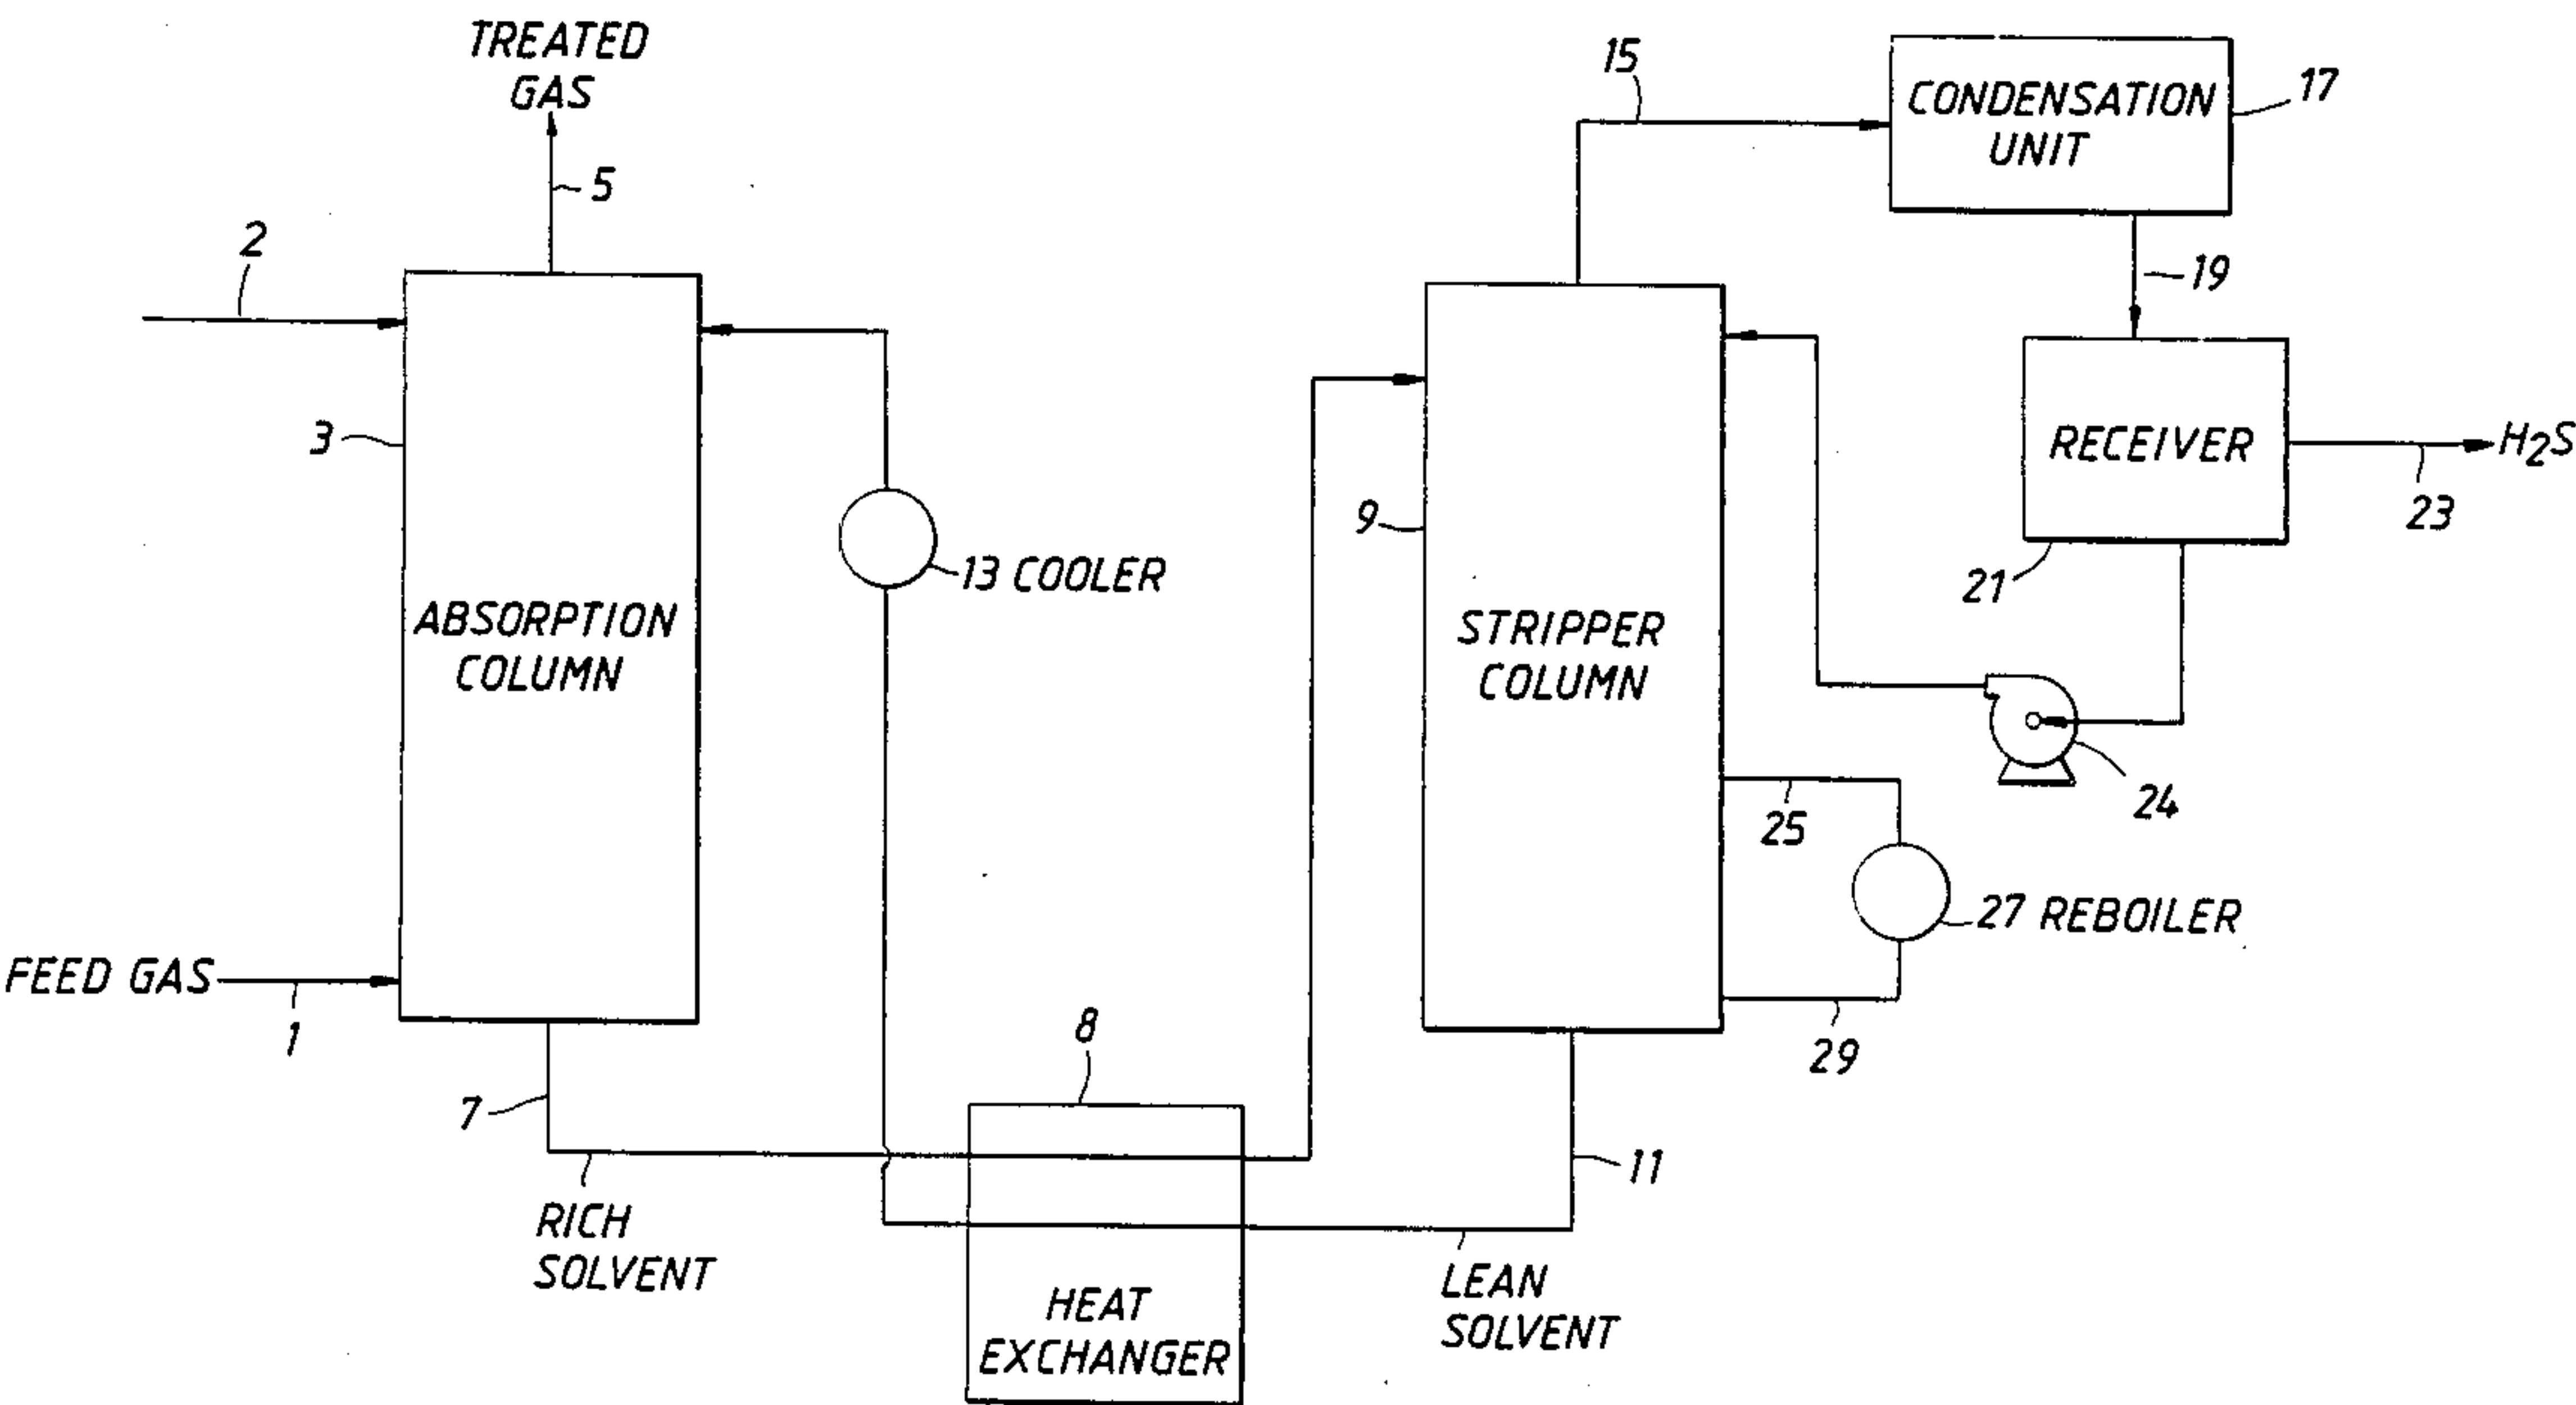 TREATED
GAS
5
2
3
ABSORPTION
COLUMN
FEED GAS
1
7
RICH
SOLVENT
13 COOLER
8
HEAT
EXCHANGER
15
CONDENSATION
UNIT
17
19
RECEIVER
H2S
23
21
9
STRIPPER
COLUMN
24
25
27 REBOILER
29
11
LEAN
SOLVENT